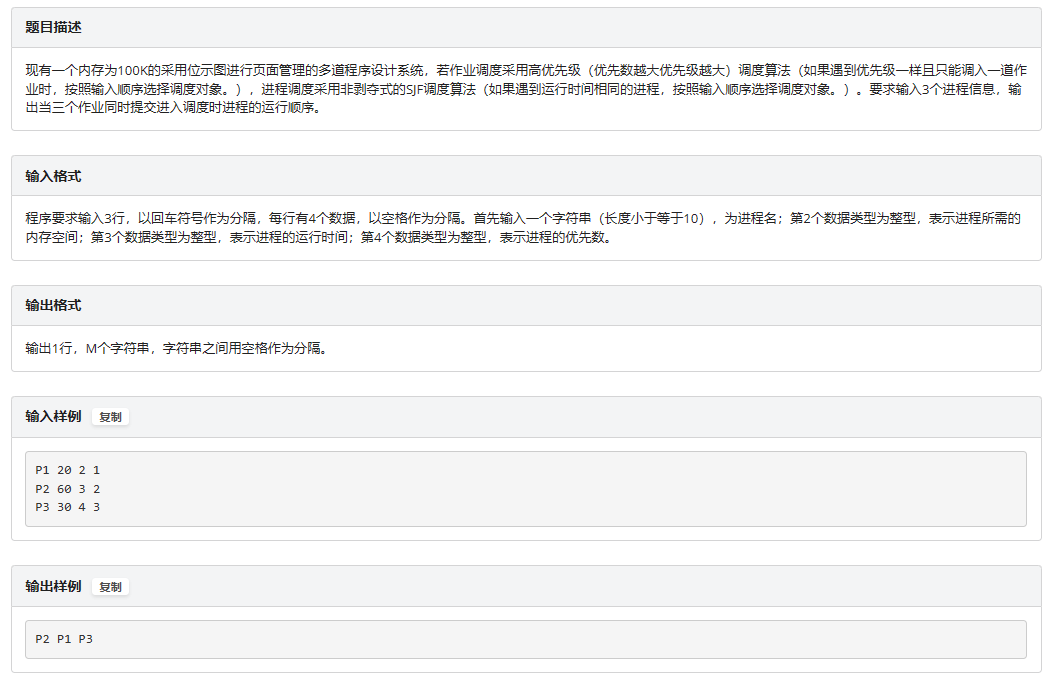 题目描述
现有一个内存为100K的采用位示图进行页面管理的多道程序设计系统，若作业调度采用高优先级（优先数越大优先级越大）调度算法（如果遇到优先级一样且只能调入一道作
业时，按照输入顺序选择调度对象。），进程调度采用非剥夺式的SJF调度算法（如果遇到运行时间相同的进程，按照输入顺序选择调度对象。）。要求输入3个进程信息，输
出当三个作业同时提交进入调度时进程的运行顺序。
输入格式
程序要求输入3行，以回车符号作为分隔，每行有4个数据，以空格作为分隔。首先输入一个字符串（长度小于等于10），为进程名；第2个数据类型为整型，表示进程所需的
内存空间；第3个数据类型为整型，表示进程的运行时间；第4个数据类型为整型，表示进程的优先数。
输出格式
输出1行，M个字符串，字符串之间用空格作为分隔。
输入样例 复制
P1 20 2 1
P2 60 3 2
P3 30 4 3
输出样例 复制
P2 P1 P3